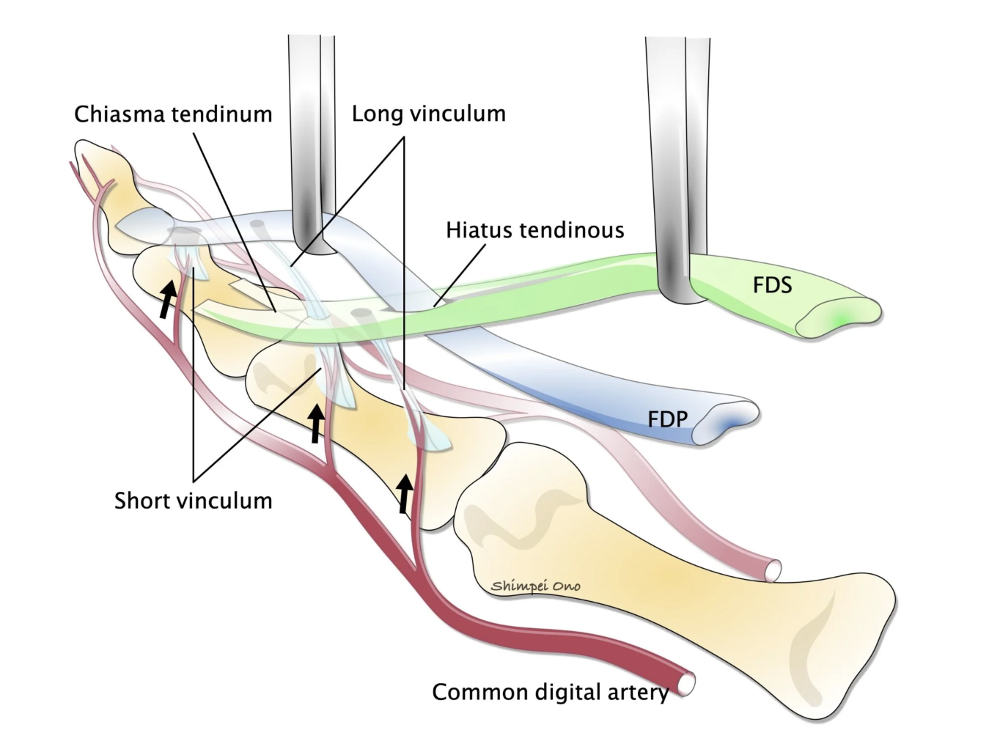 Chiasma tendinum
Long vinculum
Hiatus tendinous
FDS
FDP
Short vinculum
Shimpei Ono
Common digital artery